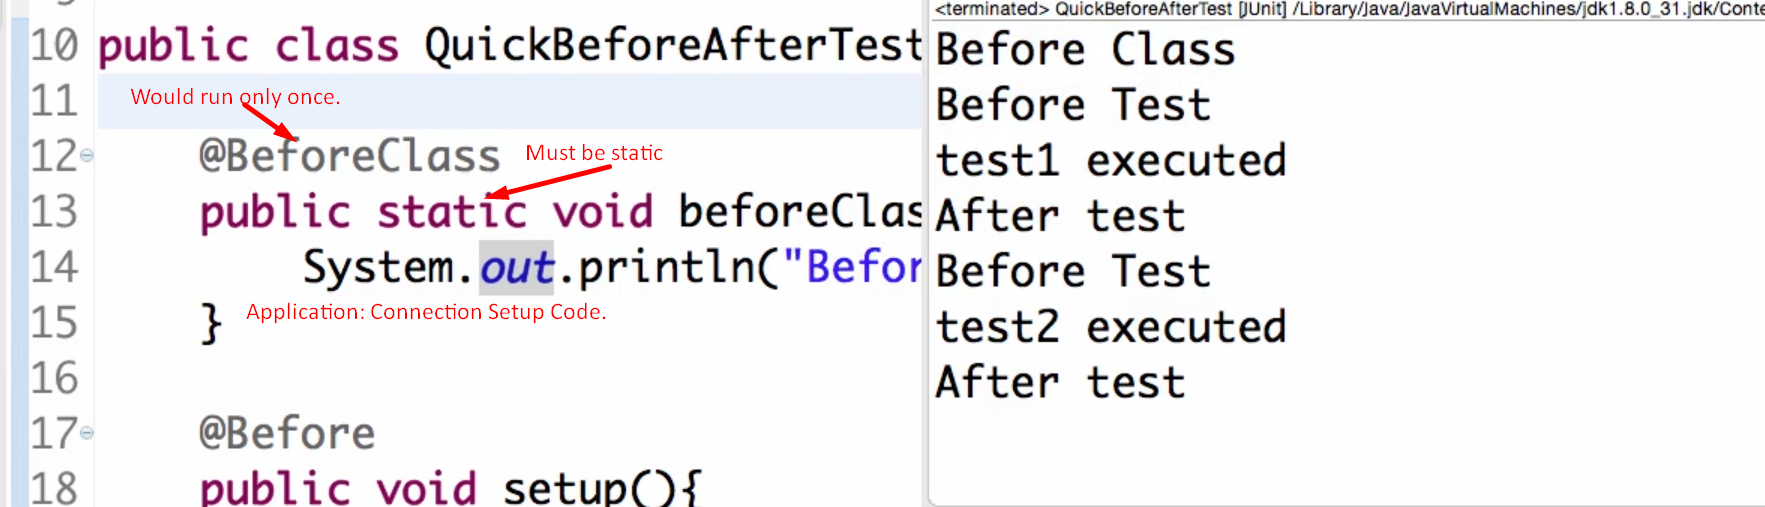 10 public class QuickBeforeAfterTest
11 Would run only once.
12 @BeforeClass Must be static
13 public static void beforeClas
14 System.out.println("Befor
15 } Application: Connection Setup Code.
16
17 @Before
18 public void setup(){
<terminated> QuickBeforeAfterTest [JUnit] /Library/Java/JavaVirtualMachines/jdk1.8.0_31.jdk/Conte
Before Class
Before Test
test1 executed
After test
Before Test
test2 executed
After test